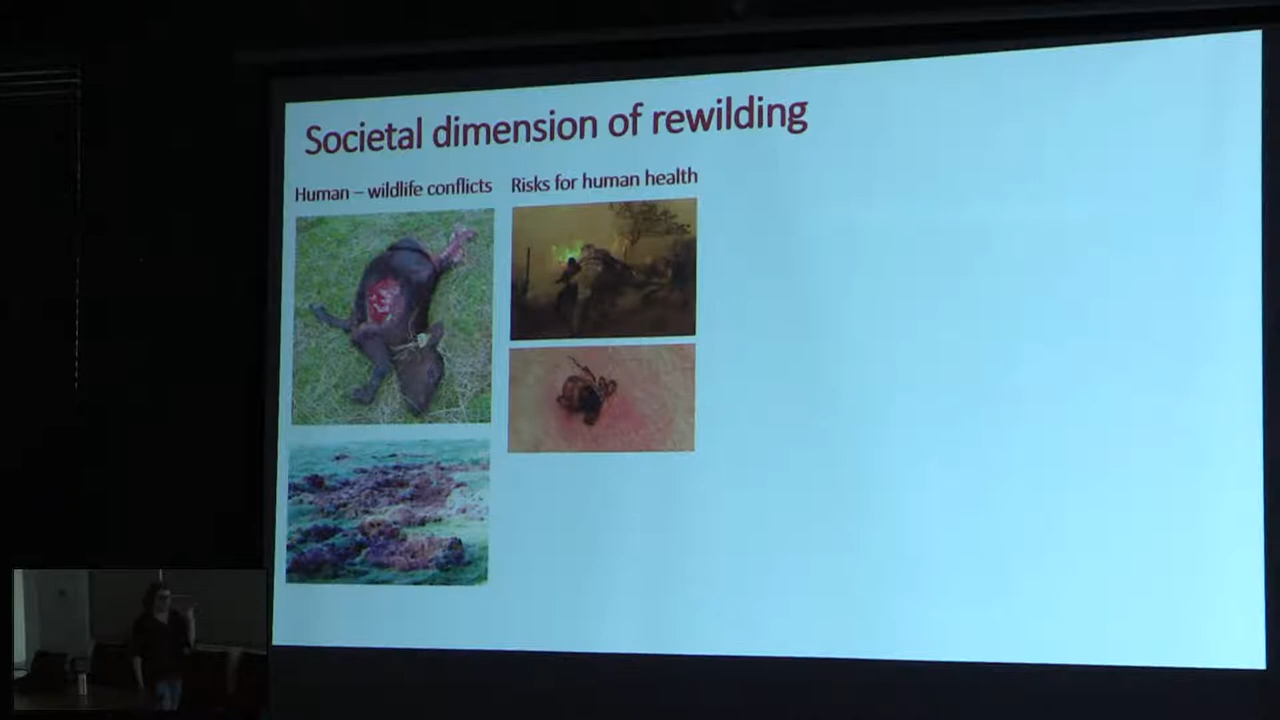 Societal dimension of rewilding
Human – wildlife conflicts
Risks for human health